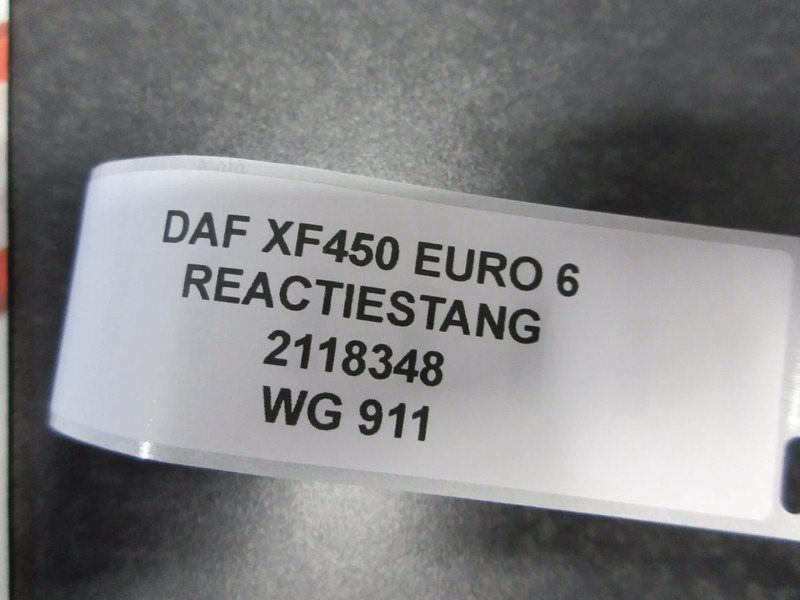 DAF XF450 EURO 6
REACTIESTANG
2118348
WG 911